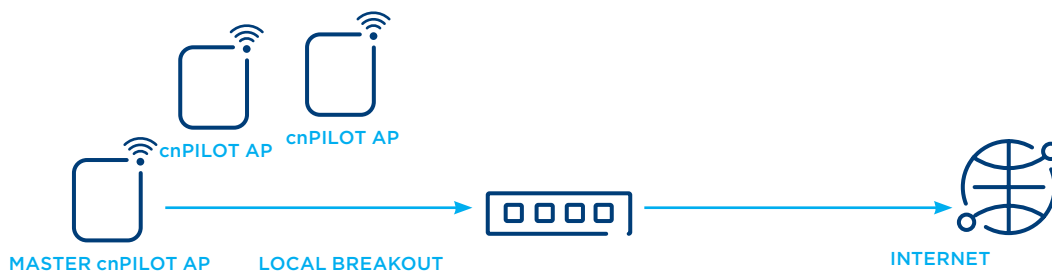 cnPILOT AP
cnPILOT AP
MASTER cnPILOT AP
LOCAL BREAKOUT
INTERNET